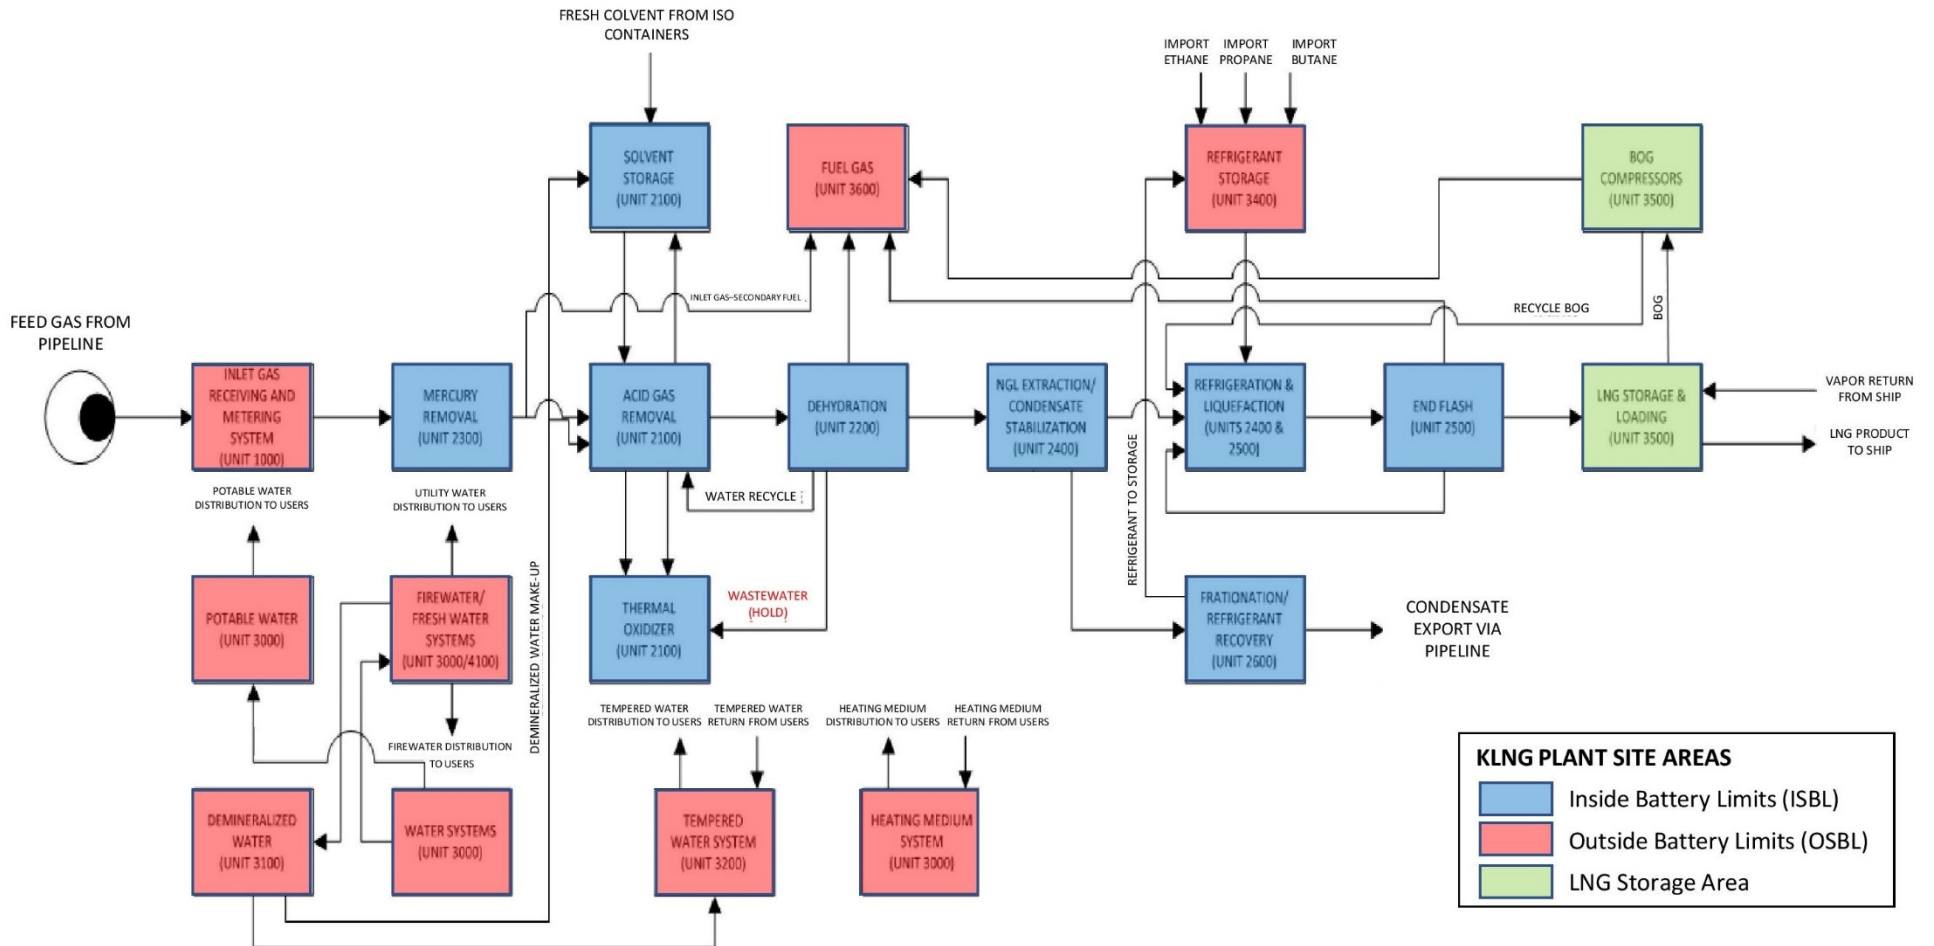 FRESH COLVENT FROM ISO
CONTAINERS
IMPORT
ETHANE
IMPORT
PROPANE
IMPORT
BUTANE
SOLVENT
STORAGE
(UNIT 2100)
FUEL GAS
(UNIT 3600)
REFRIGERANT
STORAGE
(UNIT 3400)
BOG
COMPRESSORS
(UNIT 3500)
INLET GAS-SECONDARY FUEL
RECYCLE BOG
BOG
FEED GAS FROM
PIPELINE
INLET GAS
RECEIVING AND
METERING
SYSTEM
(UNIT 1000)
MERCURY
REMOVAL
(UNIT 2300)
ACID GAS
REMOVAL
(UNIT 2100)
DEHYDRATION
(UNIT 2200)
NGL EXTRACTION/
CONDENSATE
STABILIZATION
(UNIT 2400)
REFRIGERATION &
LIQUEFACTION
(UNITS 2400 &
2500)
END FLASH
(UNIT 2500)
LNG STORAGE &
LOADING
(UNIT 3500)
VAPOR RETURN
FROM SHIP
LNG PRODUCT
TO SHIP
POTABLE WATER
DISTRIBUTION TO USERS
UTILITY WATER
DISTRIBUTION TO USERS
WATER RECYCLE
REFRIGERANT TO STORAGE
DEMINERALIZED WATER MAKE-UP
POTABLE WATER
(UNIT 3000)
FIREWATER/
FRESH WATER
SYSTEMS
(UNIT 3000/4100)
THERMAL
OXIDIZER
(UNIT 2100)
WASTEWATER
(HOLD)
FRATIONATION/
REFRIGERANT
RECOVERY
(UNIT 2600)
CONDENSATE
EXPORT VIA
PIPELINE
FIREWATER DISTRIBUTION
TO USERS
TEMPERED WATER
DISTRIBUTION TO USERS
TEMPERED WATER
RETURN FROM USERS
HEATING MEDIUM
DISTRIBUTION TO USERS
HEATING MEDIUM
RETURN FROM USERS
DEMINERALIZED
WATER
(UNIT 3100)
WATER SYSTEMS
(UNIT 3000)
TEMPERED
WATER SYSTEM
(UNIT 3200)
HEATING MEDIUM
SYSTEM
(UNIT 3000)
KLNG PLANT SITE AREAS
Inside Battery Limits (ISBL)
Outside Battery Limits (OSBL)
LNG Storage Area